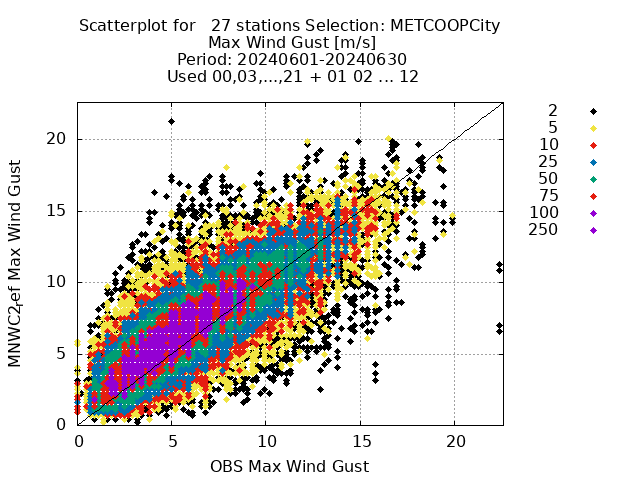 Scatterplot for 27 stations Selection: METCOOPCity
Max Wind Gust [m/s]
Period: 20240601-20240630
Used 00,03,...,21 + 01 02 ... 12
2
5
10
25
50
75
100
250
20
15
10
5
0
MNWC2ref Max Wind Gust
0 5 10 15 20
OBS Max Wind Gust